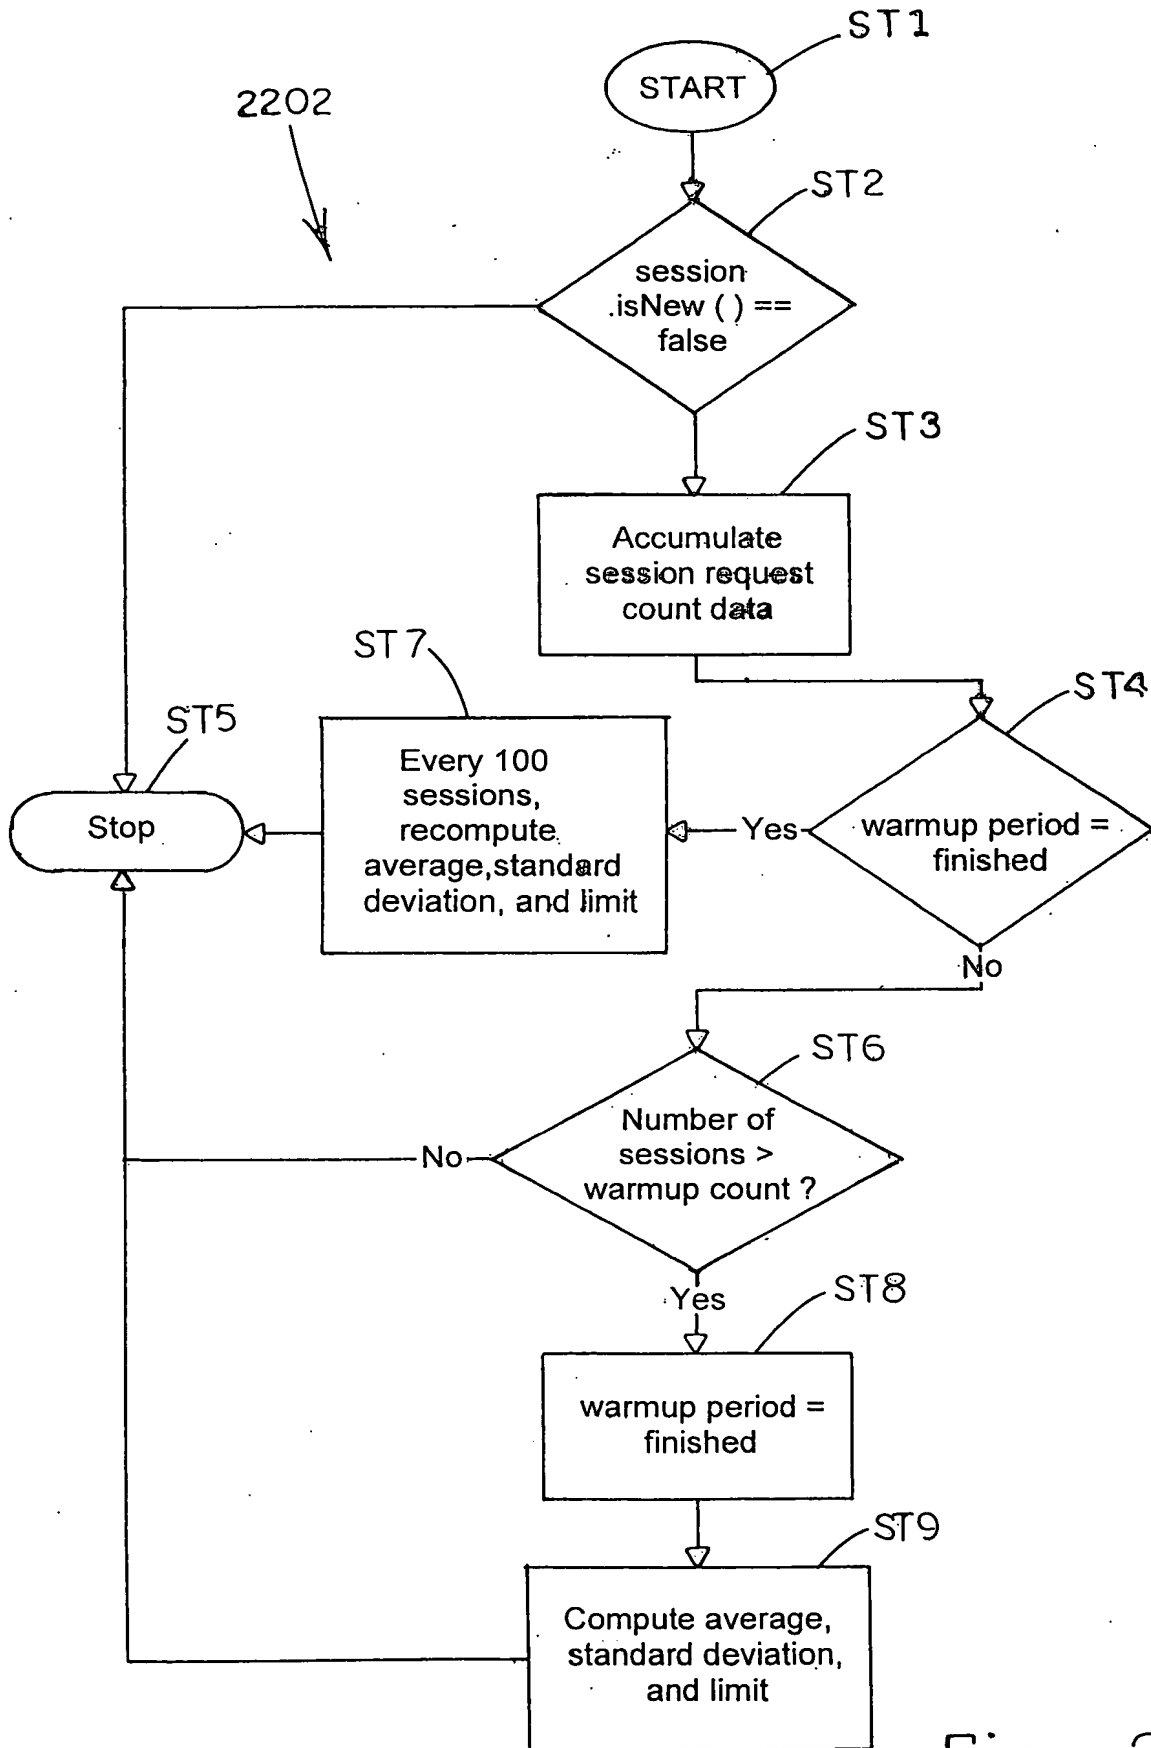 ST1
START
2202
ST2
session
.isNew ( ) ==
false
ST3
Accumulate
session request
count data
ST7
ST4
ST5
Every 100
sessions,
recompute
average,standard
deviation, and limit
Stop
Yes
warmup period =
finished
No
ST6
Number of
sessions >
warmup count ?
No
Yes
ST8
warmup period =
finished
ST9
Compute average,
standard deviation,
and limit